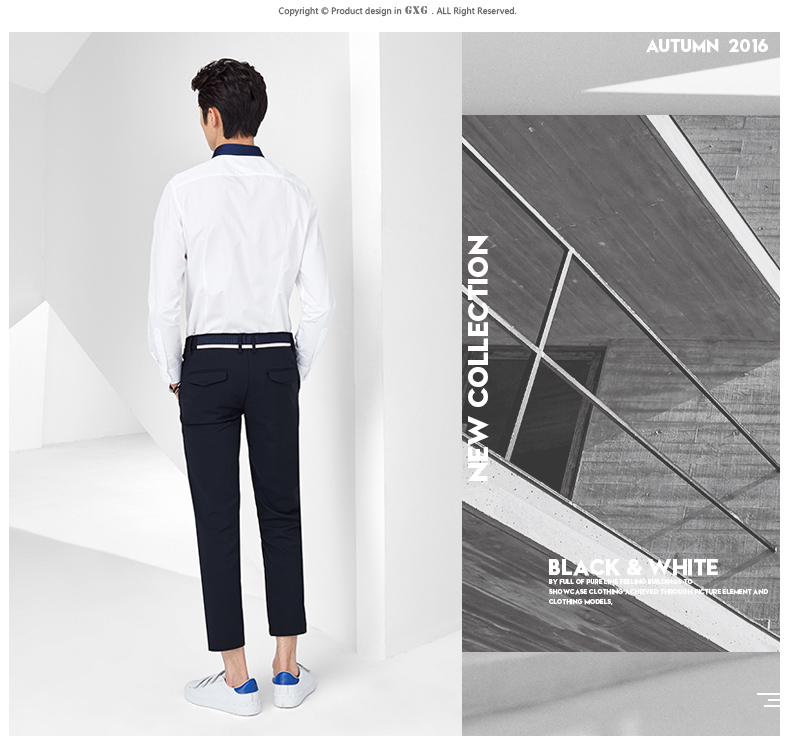 Copyright © Product design in GXG . ALL Right Reserved.
AUTUMN 2016
NEW COLLECTION
BLACK & WHITE
BY FULL OF PURE LINE FEELING BUILDINGS TO
SHOWCASE CLOTHING ACHIEVED THROUGH PICTURE ELEMENT AND
CLOTHING MODELS,